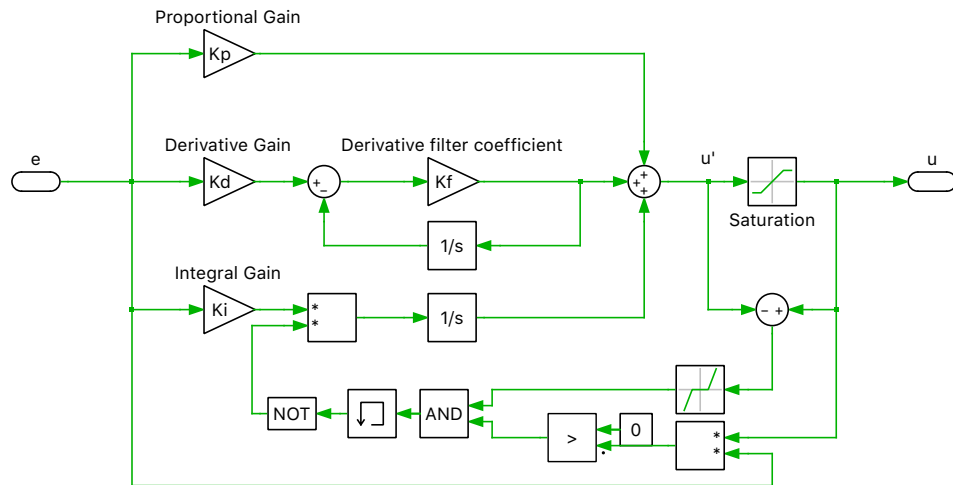 Proportional Gain
Kp
e
Derivative Gain
Kd
+
−
Derivative filter coefficient
Kf
1/s
+
+
+
u'
Saturation
u
Integral Gain
Ki
*
*
1/s
- +
NOT
AND
>
0
*
*